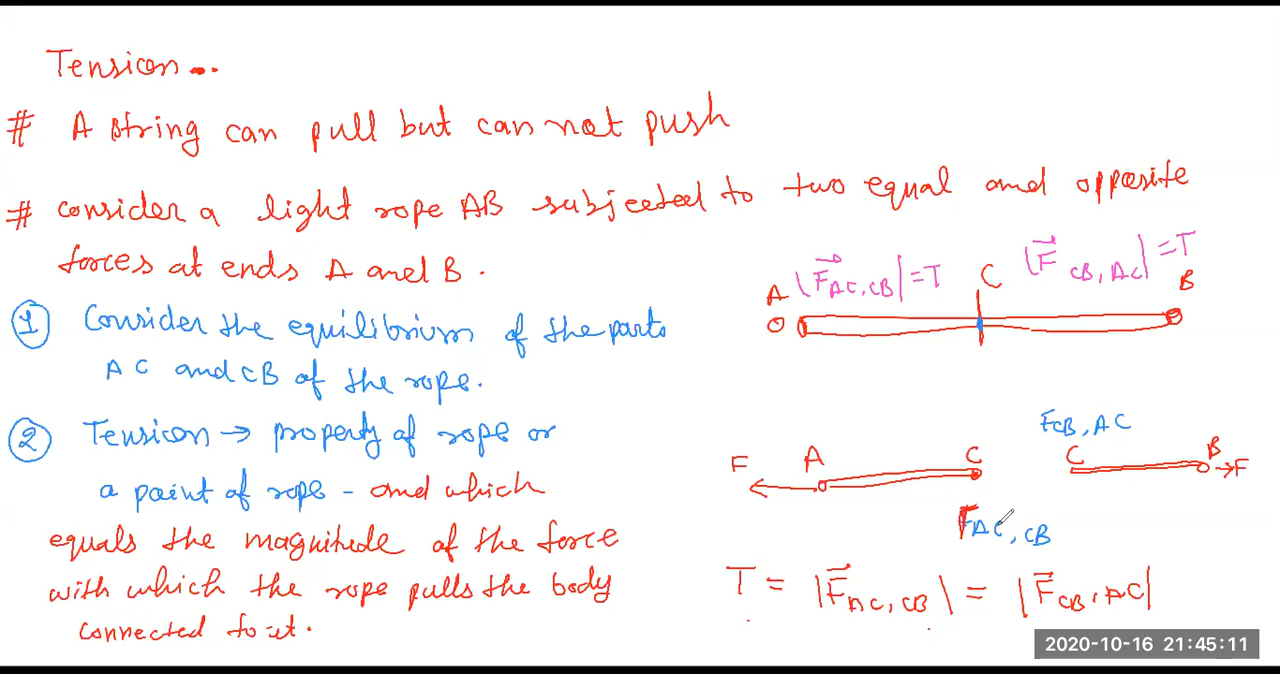 Tension...
# A string can pull but can not push
# Consider a light rope AB subjected to two equal and opposite
forces at ends A and B.
|F⃗ AC, CB| = T
C
|F⃗ CB, AC| = T
A
B
① Consider the equilibrium of the parts
AC and CB of the rope.
② Tension → property of rope or
a point of rope - and which
equals the magnitude of the force
with which the rope pulls the body
connected to it.
F CB, AC
F
A
C
C
B
F
F AC, CB
T = |F⃗ AC, CB| = |F⃗ CB, AC|
2020-10-16 21:45:11